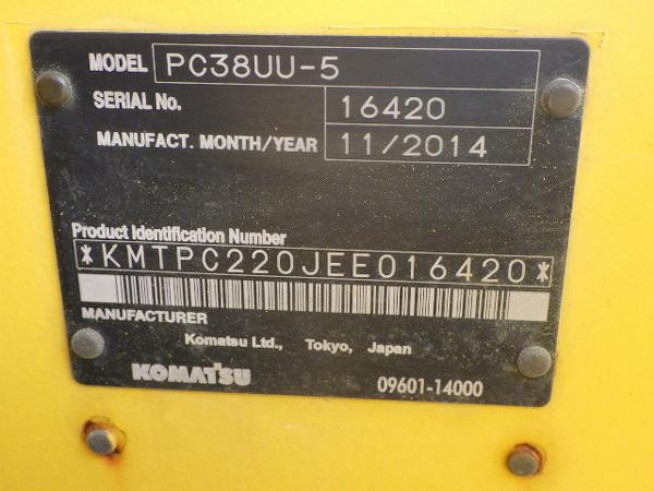 MODEL PC38UU-5
SERIAL No. 16420
MANUFACT. MONTH/YEAR 11/2014
Product Identification Number
*KMTPC220JEE016420*
MANUFACTURER
Komatsu Ltd., Tokyo, Japan
KOMATSU 09601-14000